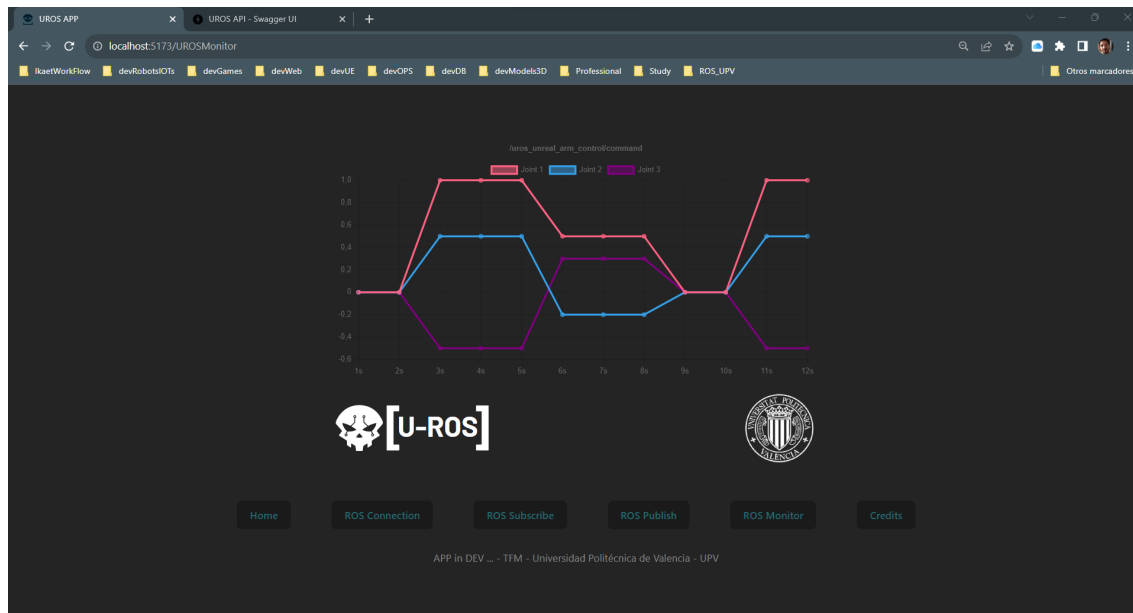 UROS APP
UROS API - Swagger UI
localhost:5173/UROSMonitor
IkaetWorkFlow devRobotsIOTs devGames devWeb devUE devOPS devDB devModels3D Professional Study ROS_UPV Otros marcadores
/uros_unreal_arm_control/command
Joint 1 Joint 2 Joint 3
1,0
0,8
0,6
0,4
0,2
0
-0,2
-0,4
-0,6
1s 2s 3s 4s 5s 6s 7s 8s 9s 10s 11s 12s
[U-ROS]
UNIVERSITAT POLITÈCNICA
VALENCIA
Home ROS Connection ROS Subscribe ROS Publish ROS Monitor Credits
APP in DEV ... - TFM - Universidad Politécnica de Valencia - UPV